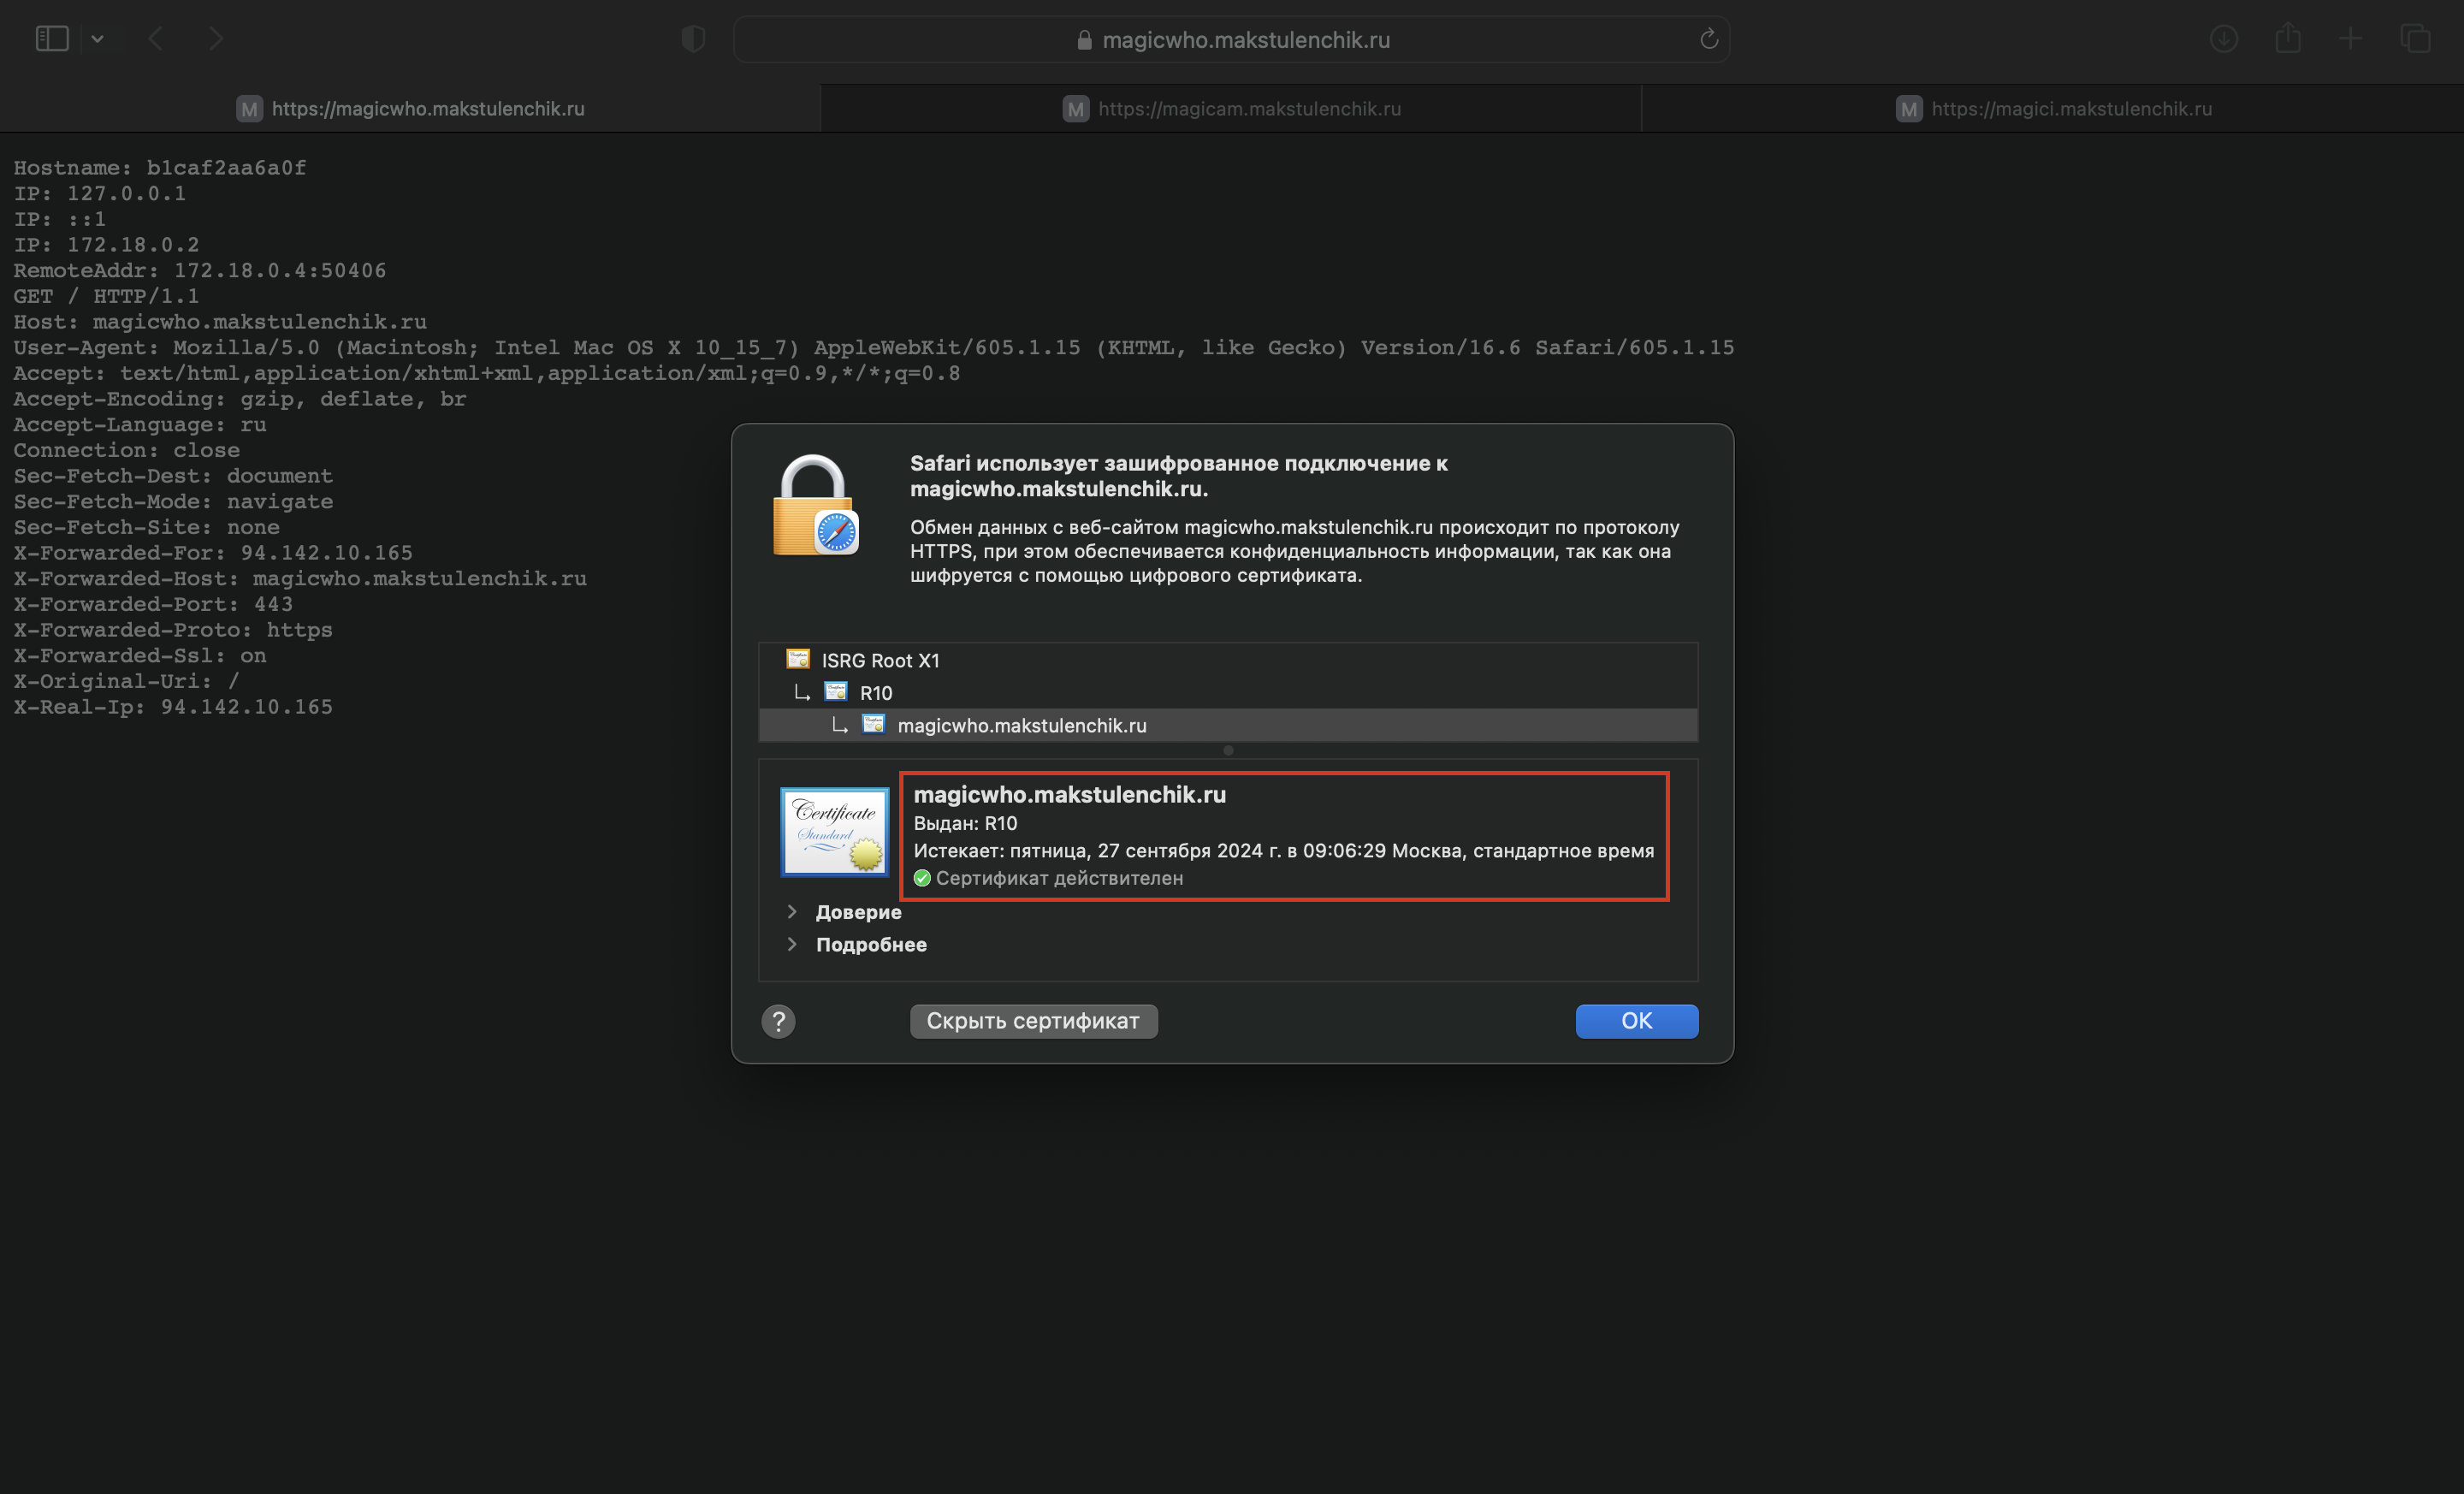 magicwho.makstulenchik.ru
M https://magicwho.makstulenchik.ru
M https://magicam.makstulenchik.ru
M https://magici.makstulenchik.ru
Hostname: b1caf2aa6a0f
IP: 127.0.0.1
IP: ::1
IP: 172.18.0.2
RemoteAddr: 172.18.0.4:50406
GET / HTTP/1.1
Host: magicwho.makstulenchik.ru
User-Agent: Mozilla/5.0 (Macintosh; Intel Mac OS X 10_15_7) AppleWebKit/605.1.15 (KHTML, like Gecko) Version/16.6 Safari/605.1.15
Accept: text/html,application/xhtml+xml,application/xml;q=0.9,*/*;q=0.8
Accept-Encoding: gzip, deflate, br
Accept-Language: ru
Connection: close
Sec-Fetch-Dest: document
Sec-Fetch-Mode: navigate
Sec-Fetch-Site: none
X-Forwarded-For: 94.142.10.165
X-Forwarded-Host: magicwho.makstulenchik.ru
X-Forwarded-Port: 443
X-Forwarded-Proto: https
X-Forwarded-Ssl: on
X-Original-Uri: /
X-Real-Ip: 94.142.10.165
Safari использует зашифрованное подключение к
magicwho.makstulenchik.ru.
Обмен данных с веб-сайтом magicwho.makstulenchik.ru происходит по протоколу
HTTPS, при этом обеспечивается конфиденциальность информации, так как она
шифруется с помощью цифрового сертификата.
ISRG Root X1
R10
magicwho.makstulenchik.ru
Certificate
Standard
magicwho.makstulenchik.ru
Выдан: R10
Истекает: пятница, 27 сентября 2024 г. в 09:06:29 Москва, стандартное время
Сертификат действителен
Доверие
Подробнее
?
Скрыть сертификат
ОК